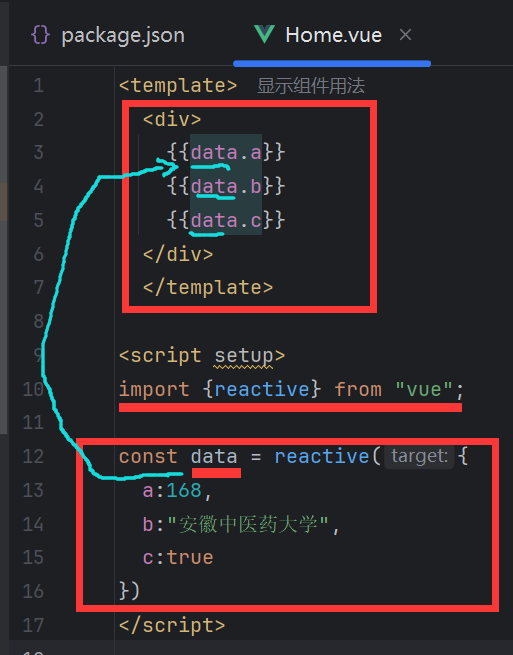 {} package.json Home.vue ×
1 <template> 显示组件用法
2 <div>
3 {{data.a}}
4 {{data.b}}
5 {{data.c}}
6 </div>
7 </template>
8
9 <script setup>
10 import {reactive} from "vue";
11
12 const data = reactive( target: {
13 a:168,
14 b:"安徽中医药大学",
15 c:true
16 })
17 </script>